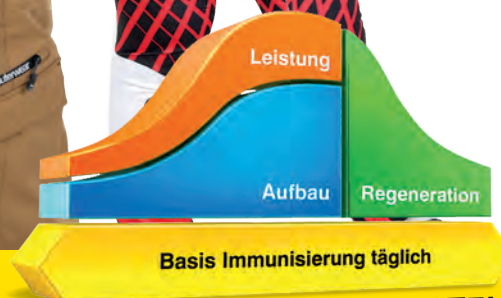 Leistung
Aufbau
Regeneration
Basis Immunisierung täglich